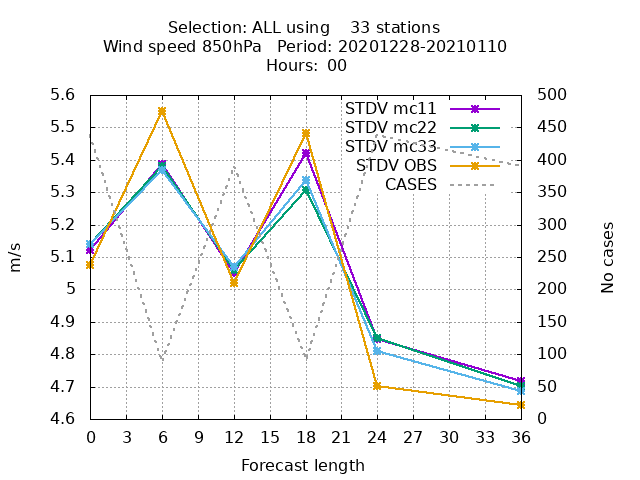 Selection: ALL using    33 stations
Wind speed 850hPa   Period: 20201228-20210110
Hours:  00
5.6
5.5
5.4
5.3
5.2
5.1
5
4.9
4.8
4.7
4.6
m/s
STDV mc11
STDV mc22
STDV mc33
STDV OBS
CASES
500
450
400
350
300
250
200
150
100
50
0
No cases
0 3 6 9 12 15 18 21 24 27 30 33 36
Forecast length